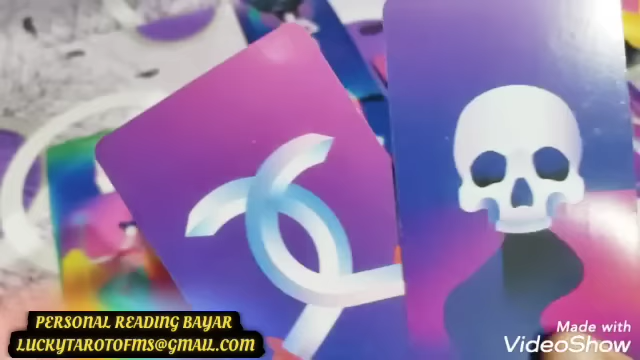 PERSONAL READING BAYAR
LUCKYTAROTOFMS@GMAIL.COM
Made with
VideoShow